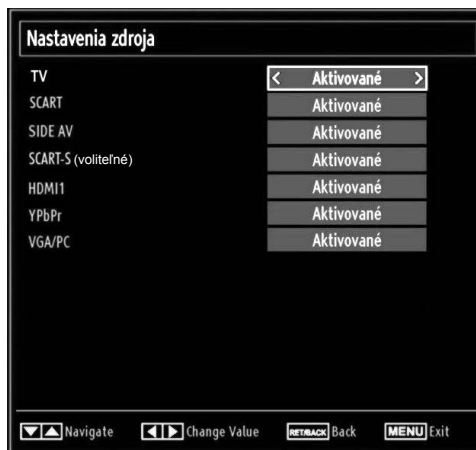 Nastavenia zdroja
TV < Aktivované >
SCART Aktivované
SIDE AV Aktivované
SCART-S (voliteľné) Aktivované
HDMI1 Aktivované
YPbPr Aktivované
VGA/PC Aktivované
Navigate Change Value RET/BACK Back MENU Exit